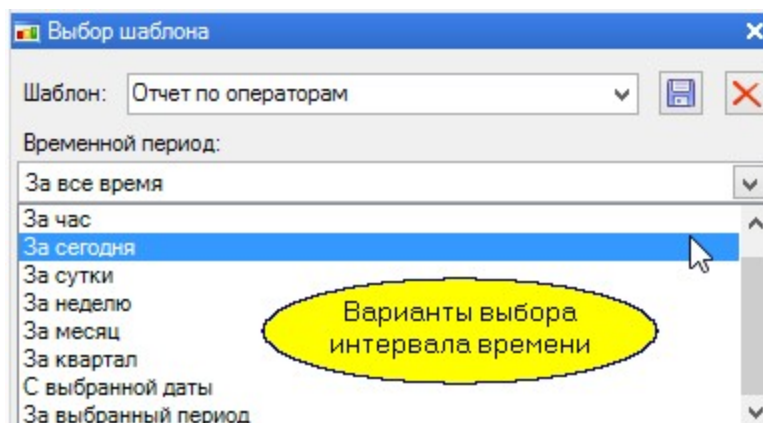 Выбор шаблона
Шаблон: Отчет по операторам
Временной период:
За все время
За час
За сегодня
За сутки
За неделю
За месяц
За квартал
С выбранной даты
За выбранный период
Варианты выбора
интервала времени